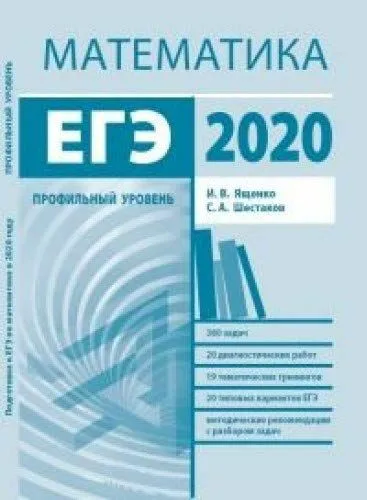 МАТЕМАТИКА
ЕГЭ 2020
ПРОФИЛЬНЫЙ УРОВЕНЬ
И. В. Ященко
С. А. Шестаков
380 задач
20 диагностических работ
19 тематических тренингов
20 типовых вариантов ЕГЭ
методические рекомендации
с разбором задач
ПРОФИЛЬНЫЙ УРОВЕНЬ
Подготовка к ЕГЭ по математике в 2020 году